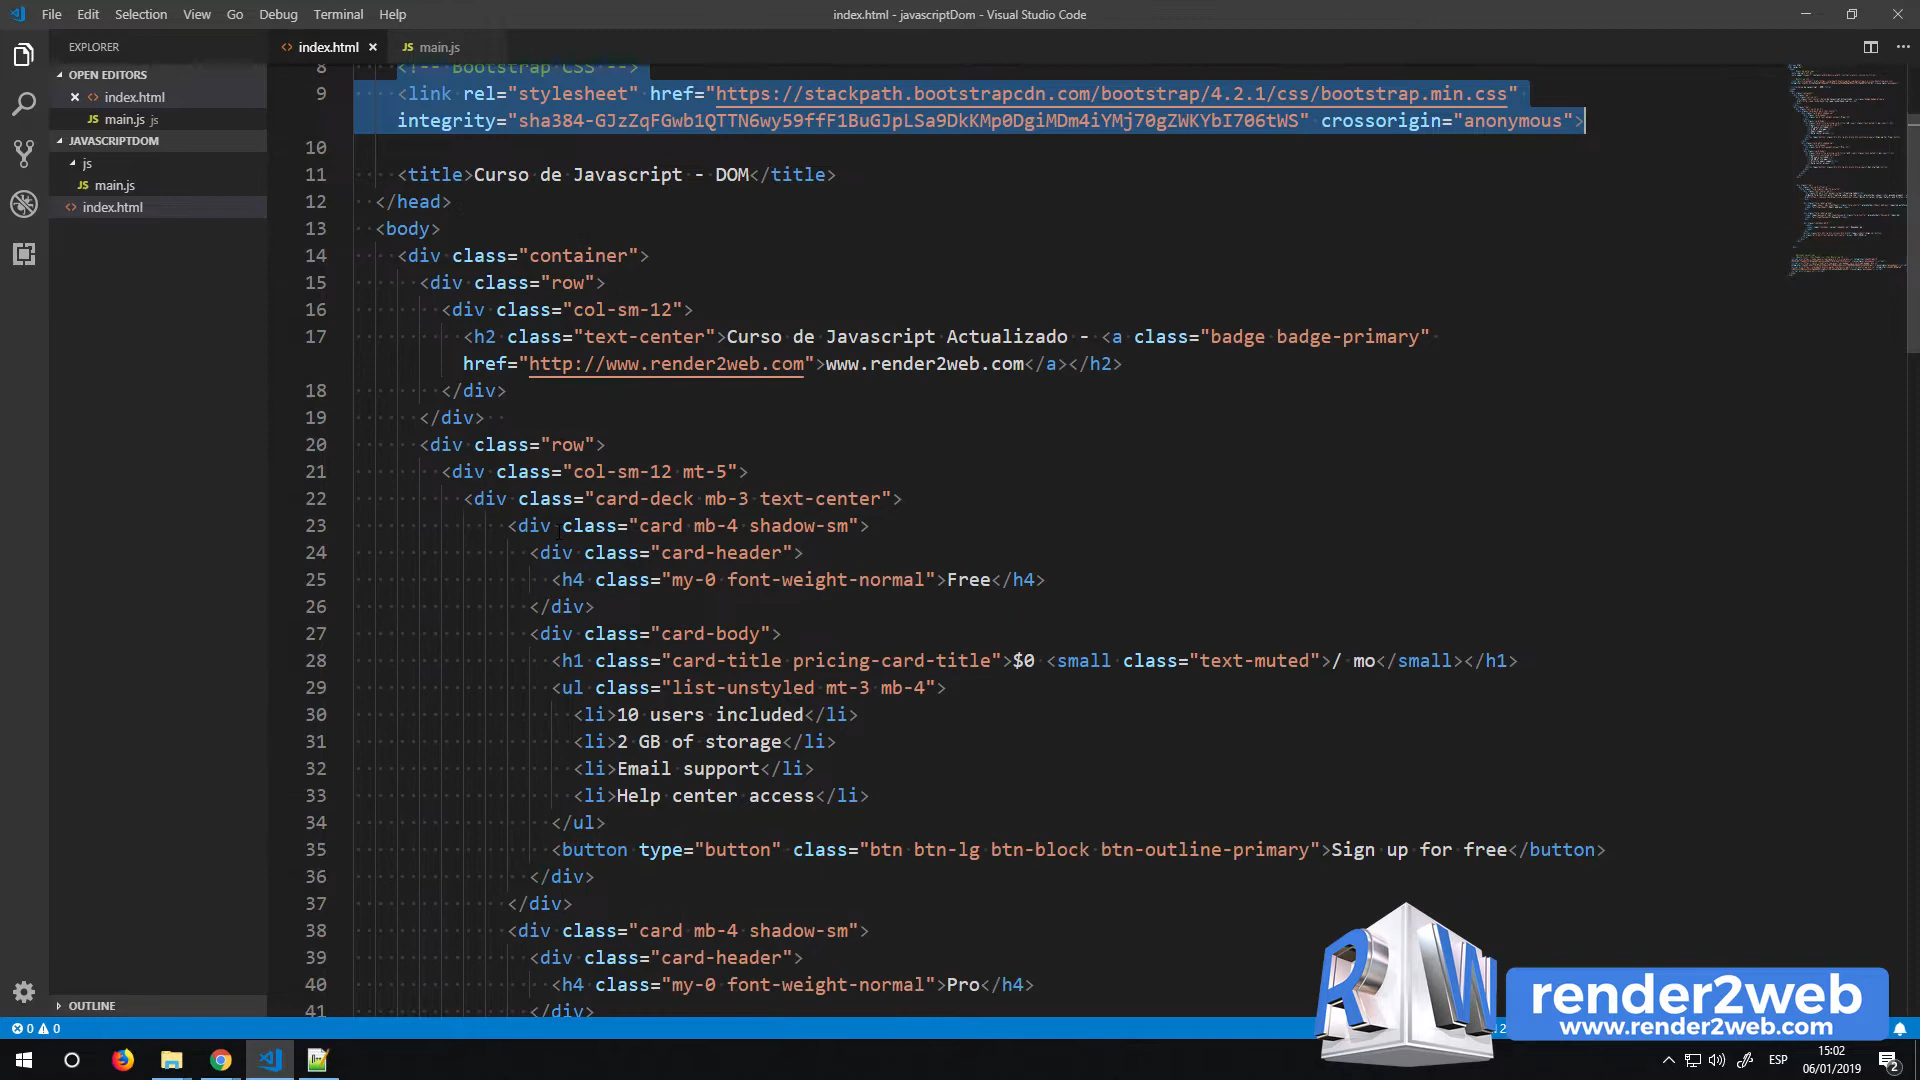 File Edit Selection View Go Debug Terminal Help
index.html - javascriptDom - Visual Studio Code
EXPLORER
OPEN EDITORS
index.html
main.js js
JAVASCRIPTDOM
js
main.js
index.html
OUTLINE
index.html
main.js
8 <!-- Bootstrap CSS -->
9 <link rel="stylesheet" href="https://stackpath.bootstrapcdn.com/bootstrap/4.2.1/css/bootstrap.min.css"
integrity="sha384-GJzZqFGwb1QTTN6wy59ffF1BuGJpLSa9DkKMp0DgiMDm4iYMj70gZWKYbI706tWS" crossorigin="anonymous">
10
11 <title>Curso de Javascript - DOM</title>
12 </head>
13 <body>
14 <div class="container">
15 <div class="row">
16 <div class="col-sm-12">
17 <h2 class="text-center">Curso de Javascript Actualizado - <a class="badge badge-primary"
href="http://www.render2web.com">www.render2web.com</a></h2>
18 </div>
19 </div>
20 <div class="row">
21 <div class="col-sm-12 mt-5">
22 <div class="card-deck mb-3 text-center">
23 <div class="card mb-4 shadow-sm">
24 <div class="card-header">
25 <h4 class="my-0 font-weight-normal">Free</h4>
26 </div>
27 <div class="card-body">
28 <h1 class="card-title pricing-card-title">$0 <small class="text-muted">/ mo</small></h1>
29 <ul class="list-unstyled mt-3 mb-4">
30 <li>10 users included</li>
31 <li>2 GB of storage</li>
32 <li>Email support</li>
33 <li>Help center access</li>
34 </ul>
35 <button type="button" class="btn btn-lg btn-block btn-outline-primary">Sign up for free</button>
36 </div>
37 </div>
38 <div class="card mb-4 shadow-sm">
39 <div class="card-header">
40 <h4 class="my-0 font-weight-normal">Pro</h4>
41 </div>
RW
render2web
www.render2web.com
0 0
ESP
15:02
06/01/2019
2